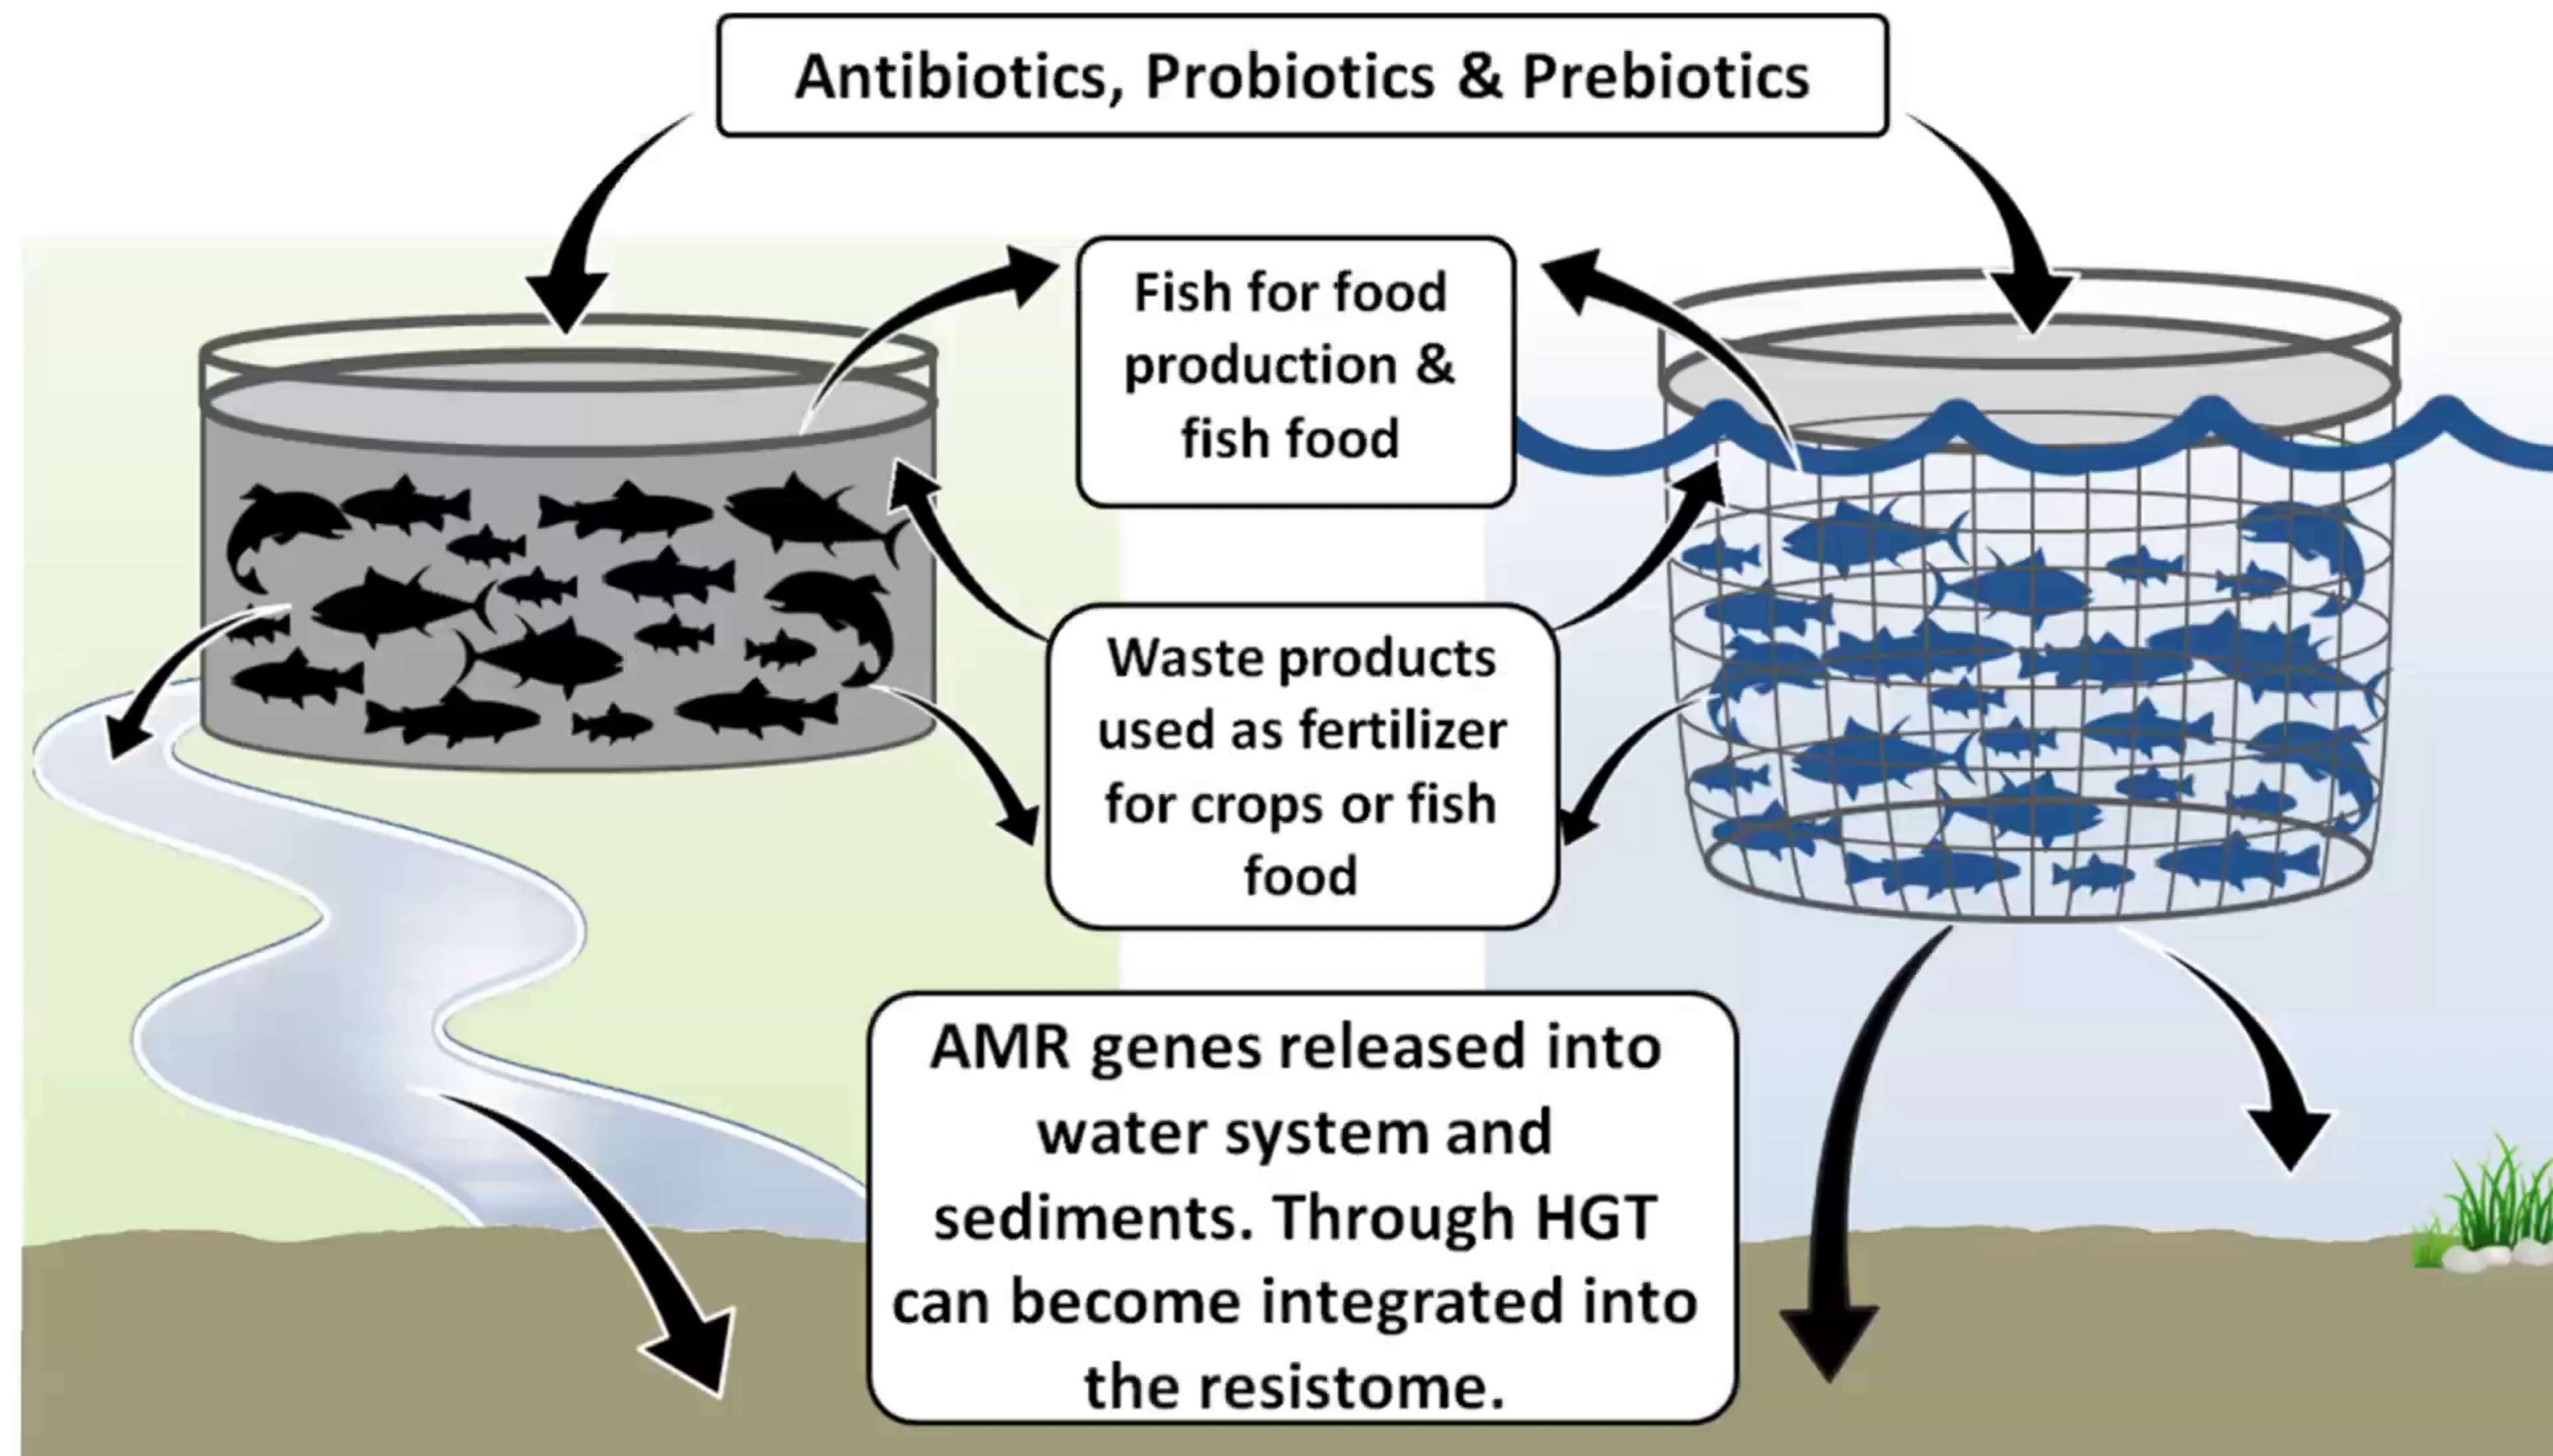 Antibiotics, Probiotics & Prebiotics
Fish for food
production &
fish food
Waste products
used as fertilizer
for crops or fish
food
AMR genes released into
water system and
sediments. Through HGT
can become integrated into
the resistome.